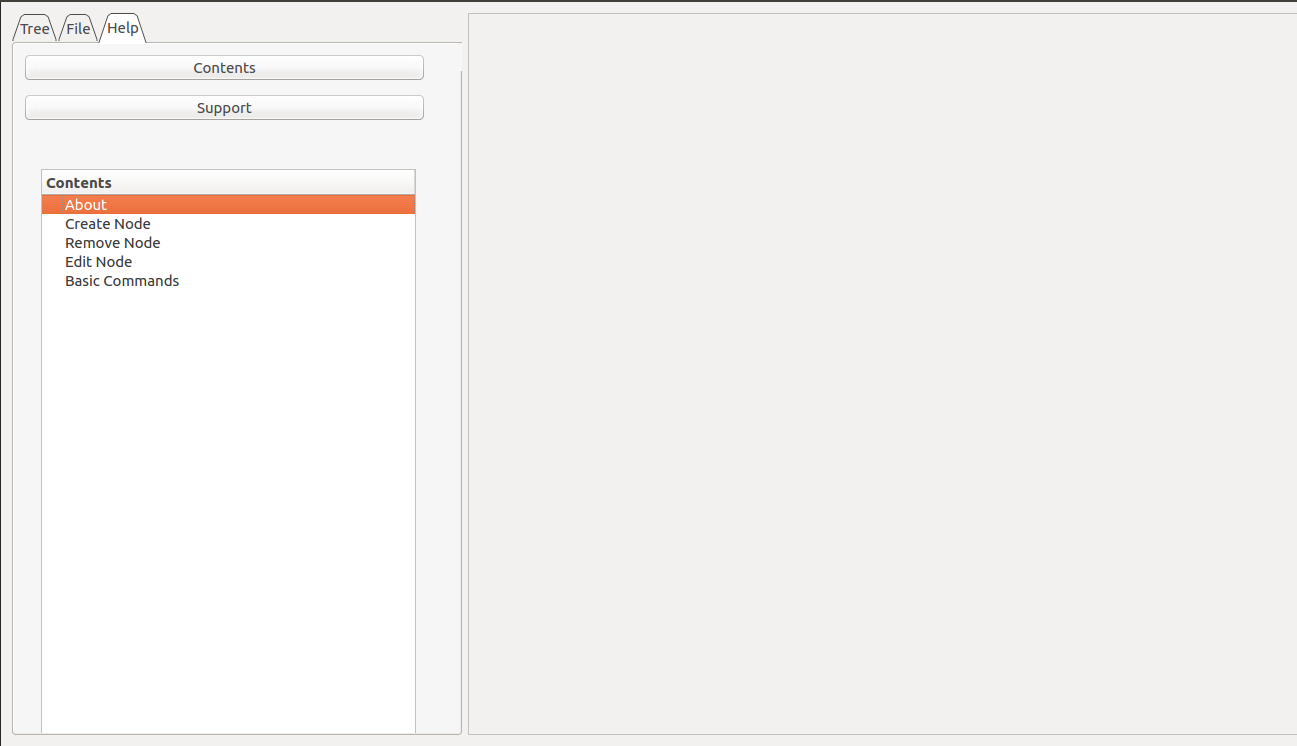 Tree File Help
Contents
Support
Contents
About
Create Node
Remove Node
Edit Node
Basic Commands